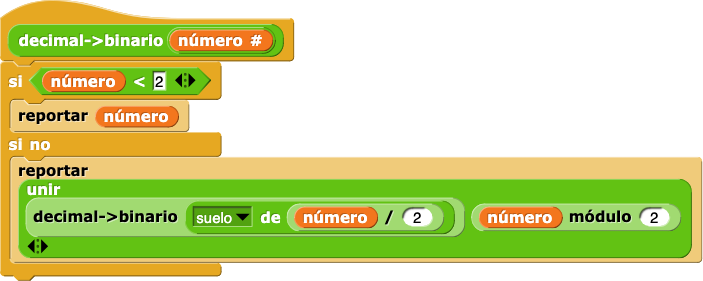 decimal->binario número #
si número < 2
reportar número
si no
reportar
unir
decimal->binario suelo de número / 2 número módulo 2